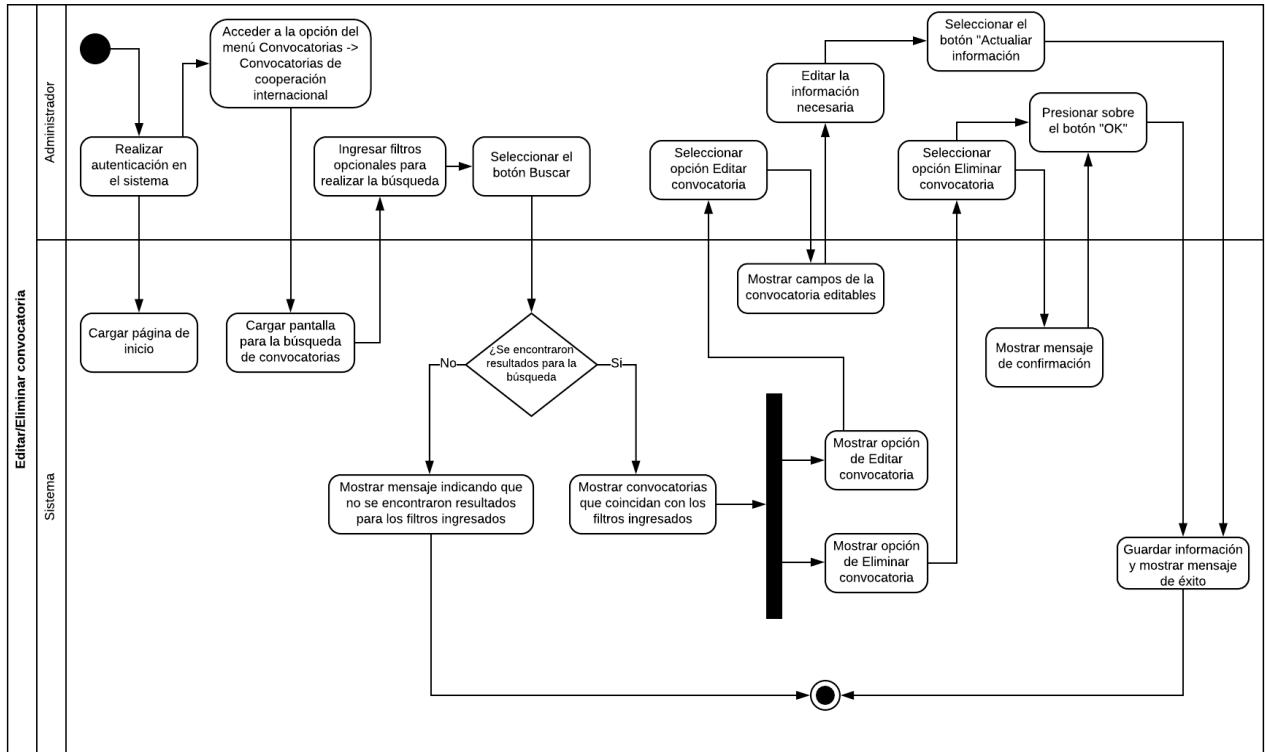 Editar/Eliminar convocatoria
Administrador
Acceder a la opción del
menú Convocatorias ->
Convocatorias de
cooperación
internacional
Realizar
autenticación en
el sistema
Ingresar filtros
opcionales para
realizar la búsqueda
Seleccionar el
botón Buscar
Seleccionar
opción Editar
convocatoria
Editar la
información
necesaria
Seleccionar el
botón "Actualiar
información
Seleccionar
opción Eliminar
convocatoria
Presionar sobre
el botón "OK"
Sistema
Cargar página de
inicio
Cargar pantalla
para la búsqueda
de convocatorias
¿Se encontraron
resultados para la
búsqueda
No
Si
Mostrar mensaje indicando que
no se encontraron resultados
para los filtros ingresados
Mostrar convocatorias
que coincidan con los
filtros ingresados
Mostrar campos de la
convocatoria editables
Mostrar opción
de Editar
convocatoria
Mostrar opción
de Eliminar
convocatoria
Mostrar mensaje
de confirmación
Guardar información
y mostrar mensaje
de éxito